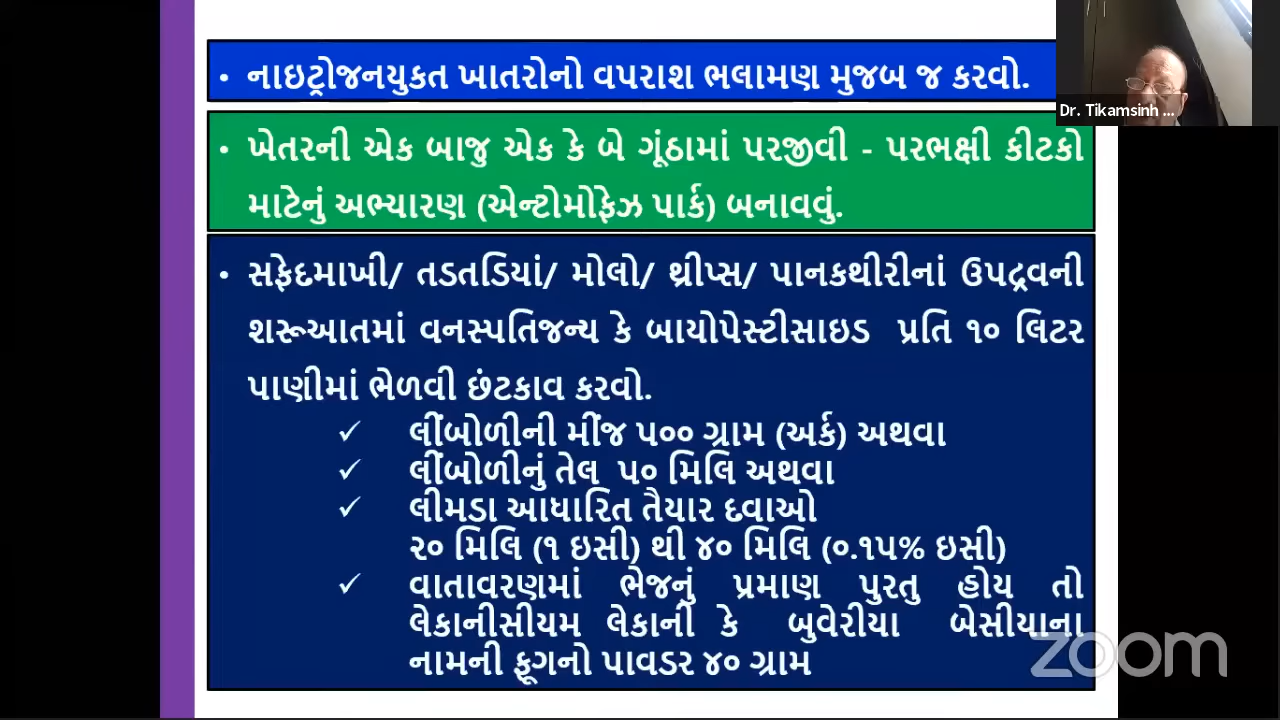 • નાઇટ્રોજનયુકત ખાતરોનો વપરાશ ભલામણ મુજબ જ કરવો.
Dr. Tikamsinh ...
• ખેતરની એક બાજુ એક કે બે ગૂંઠામાં પરજીવી - પરભક્ષી કીટકો
માટેનું અભ્યારણ (એન્ટોમોફેઝ પાર્ક) બનાવવું.
• સફેદમાખી/ તડતડિયાં/ મોલો/ થ્રીપ્સ/ પાનકથીરીનાં ઉપદ્રવની
શરૂઆતમાં વનસ્પતિજન્ય કે બાયોપેસ્ટીસાઇડ પ્રતિ ૧૦ લિટર
પાણીમાં ભેળવી છંટકાવ કરવો.
✓ લીંબોળીની મીંજ ૫૦૦ ગ્રામ (અર્ક) અથવા
✓ લીંબોળીનું તેલ ૫૦ મિલિ અથવા
✓ લીમડા આધારિત તૈયાર દવાઓ
૨૦ મિલિ (૧ ઇસી) થી ૪૦ મિલિ (૦.૧૫% ઇસી)
✓ વાતાવરણમાં ભેજનું પ્રમાણ પુરતુ હોય તો
લેકાનીસીયમ લેકાની કે બુવેરીયા બેસીયાના
નામની ફૂગનો પાવડર ૪૦ ગ્રામ
zoom